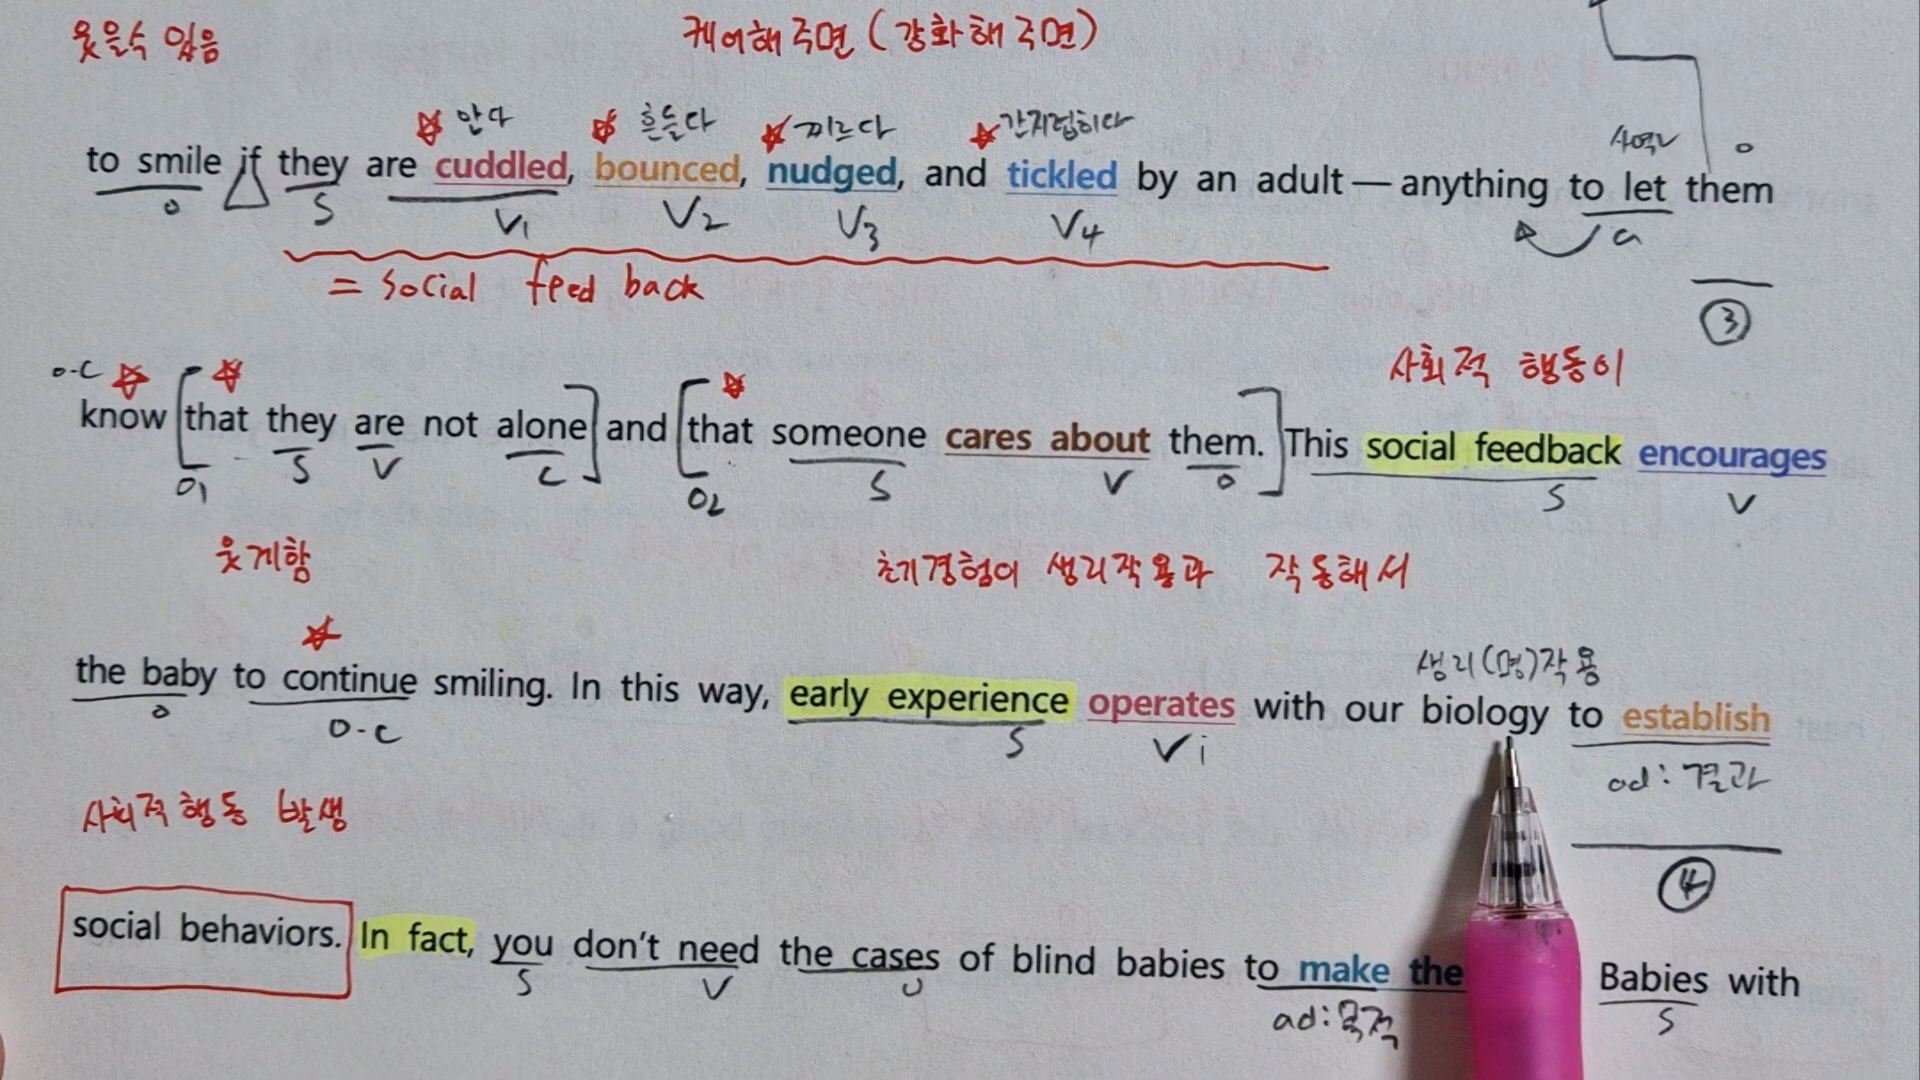 웃을수 있음 케어해주면 (강화해주면)
안다 흔들다 찌르다 간지럽히다 사역v o
to smile if they are cuddled, bounced, nudged, and tickled by an adult — anything to let them
o S V1 V2 V3 V4 a
= Social feed back ③
o-c 사회적 행동이
know [that they are not alone] and [that someone cares about them.] This social feedback encourages
O1 S V C O2 S V o S V
웃게함 초기경험이 생리작용과 작동해서
생리(명)작용
the baby to continue smiling. In this way, early experience operates with our biology to establish
o O-C S Vi ad: 결과
사회적행동 발생 ④
social behaviors. In fact, you don't need the cases of blind babies to make the Babies with
S V o ad: 목적 S